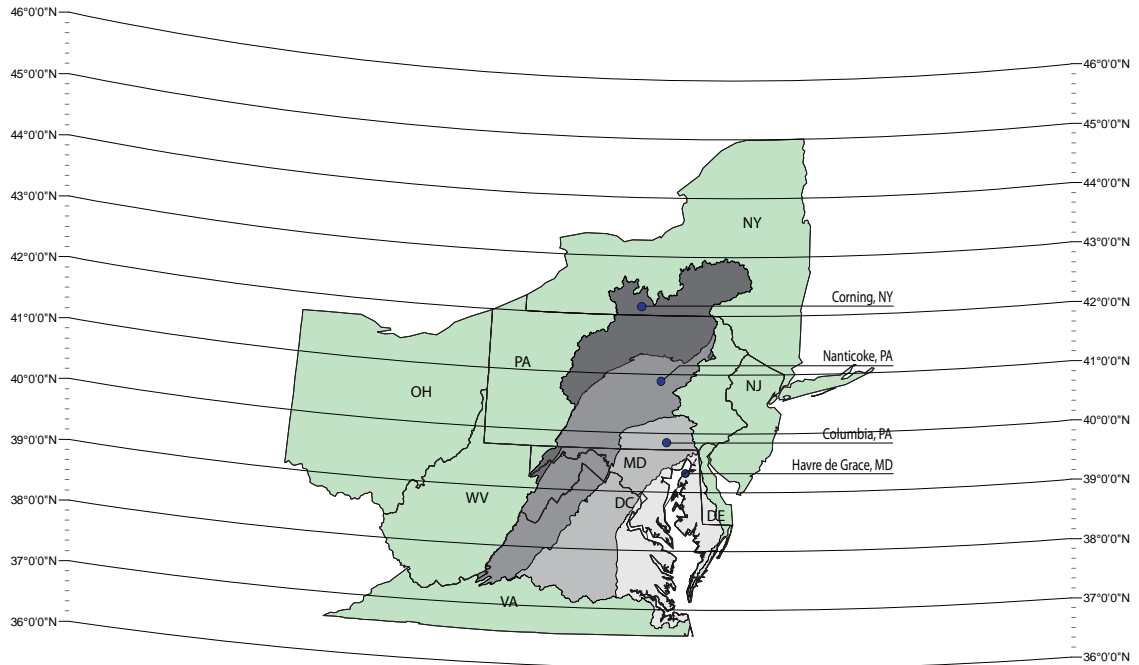 46°0'0"N
46°0'0"N
45°0'0"N
45°0'0"N
44°0'0"N
44°0'0"N
43°0'0"N
NY
43°0'0"N
42°0'0"N
Corning, NY
42°0'0"N
41°0'0"N
PA
Nanticoke, PA
41°0'0"N
40°0'0"N
OH
NJ
40°0'0"N
39°0'0"N
Columbia, PA
MD
Havre de Grace, MD
39°0'0"N
38°0'0"N
WV
DC
DE
38°0'0"N
37°0'0"N
VA
37°0'0"N
36°0'0"N
36°0'0"N